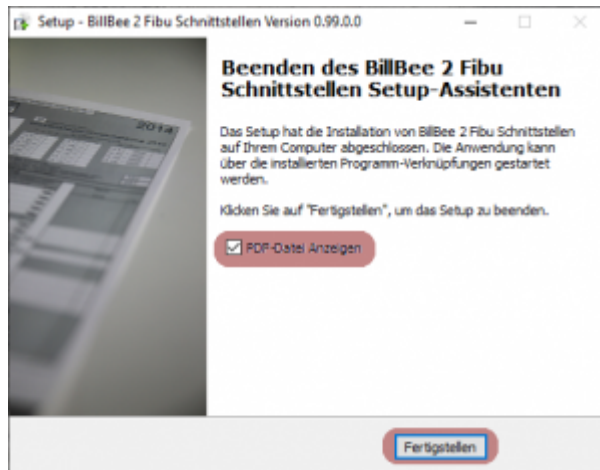 Setup - BillBee 2 Fibu Schnittstellen Version 0.99.0.0
2014
Beenden des BillBee 2 Fibu
Schnittstellen Setup-Assistenten
Das Setup hat die Installation von BillBee 2 Fibu Schnittstellen
auf Ihrem Computer abgeschlossen. Die Anwendung kann
über die installierten Programm-Verknüpfungen gestartet
werden.
Klicken Sie auf "Fertigstellen", um das Setup zu beenden.
PDF-Datei Anzeigen
Fertigstellen